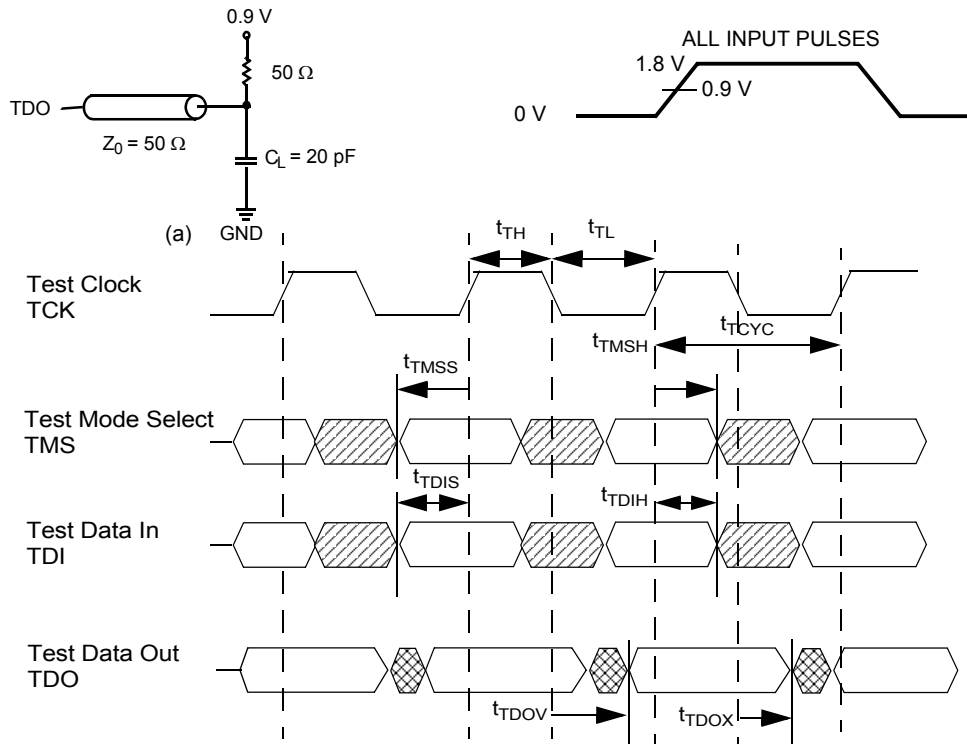 0.9 V
50 Ω
TDO
Z0 = 50 Ω
CL = 20 pF
(a) GND
ALL INPUT PULSES
1.8 V
0.9 V
0 V
tTH
tTL
Test Clock
TCK
tTCYC
tTMSH
tTMSS
Test Mode Select
TMS
tTDIS
tTDIH
Test Data In
TDI
Test Data Out
TDO
tTDOV
tTDOX